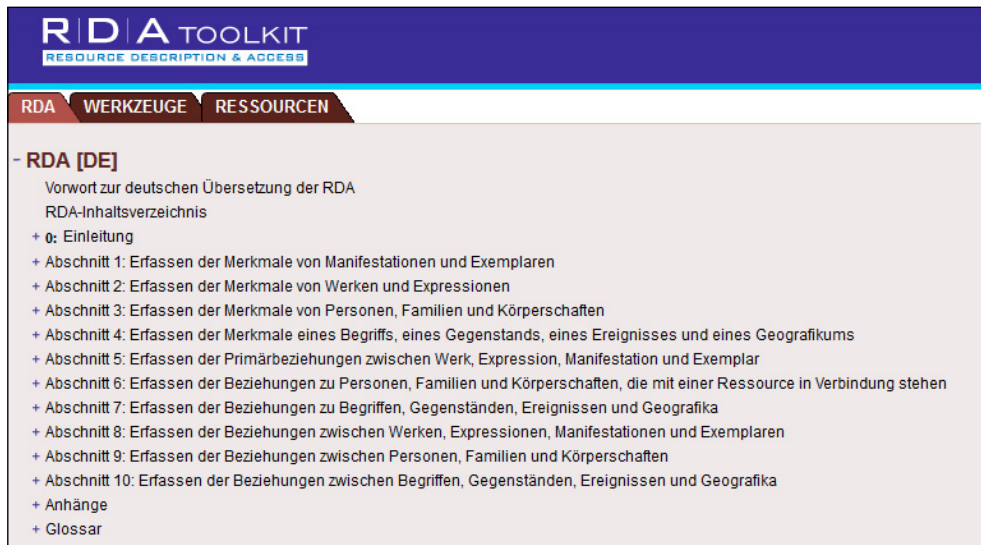 R|D|A TOOLKIT
RESOURCE DESCRIPTION & ACCESS
RDA WERKZEUGE RESSOURCEN
- RDA [DE]
Vorwort zur deutschen Übersetzung der RDA
RDA-Inhaltsverzeichnis
+ 0: Einleitung
+ Abschnitt 1: Erfassen der Merkmale von Manifestationen und Exemplaren
+ Abschnitt 2: Erfassen der Merkmale von Werken und Expressionen
+ Abschnitt 3: Erfassen der Merkmale von Personen, Familien und Körperschaften
+ Abschnitt 4: Erfassen der Merkmale eines Begriffs, eines Gegenstands, eines Ereignisses und eines Geografikums
+ Abschnitt 5: Erfassen der Primärbeziehungen zwischen Werk, Expression, Manifestation und Exemplar
+ Abschnitt 6: Erfassen der Beziehungen zu Personen, Familien und Körperschaften, die mit einer Ressource in Verbindung stehen
+ Abschnitt 7: Erfassen der Beziehungen zu Begriffen, Gegenständen, Ereignissen und Geografika
+ Abschnitt 8: Erfassen der Beziehungen zwischen Werken, Expressionen, Manifestationen und Exemplaren
+ Abschnitt 9: Erfassen der Beziehungen zwischen Personen, Familien und Körperschaften
+ Abschnitt 10: Erfassen der Beziehungen zwischen Begriffen, Gegenständen, Ereignissen und Geografika
+ Anhänge
+ Glossar